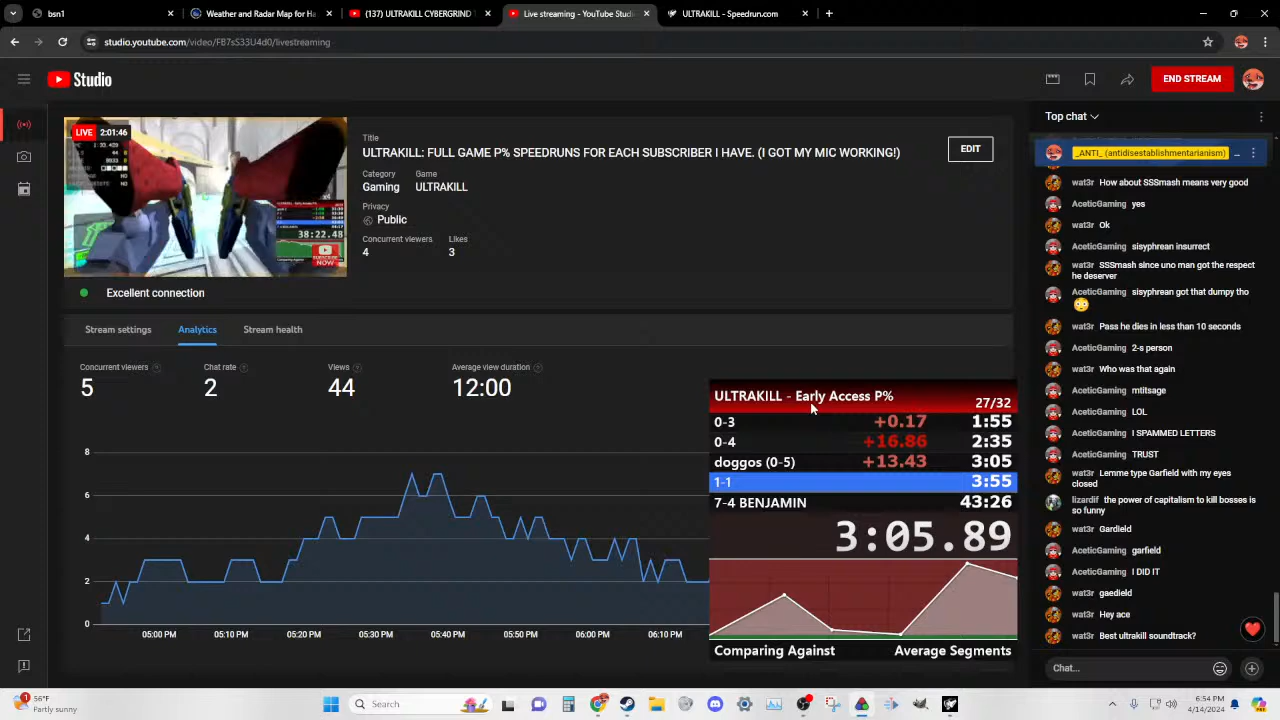 bsn1
Weather and Radar Map for Ha
(137) ULTRAKILL CYBERGRIND
Live streaming - YouTube Studi
ULTRAKILL - Speedrun.com
studio.youtube.com/video/FB7sS33U4d0/livestreaming
Studio
END STREAM
LIVE
2:01:46
38:22.48
SUBSCRIBE
NOW
Title
ULTRAKILL: FULL GAME P% SPEEDRUNS FOR EACH SUBSCRIBER I HAVE. (I GOT MY MIC WORKING!)
EDIT
Category
Game
Gaming
ULTRAKILL
Privacy
Public
Concurrent viewers
Likes
4
3
Excellent connection
Stream settings
Analytics
Stream health
Concurrent viewers
Chat rate
Views
Average view duration
5
2
44
12:00
8
6
4
2
0
05:00 PM
05:10 PM
05:20 PM
05:30 PM
05:40 PM
05:50 PM
06:00 PM
06:10 PM
ULTRAKILL - Early Access P%
27/32
0-3 +0.17 1:55
0-4 +16.86 2:35
doggos (0-5) +13.43 3:05
1-1 3:55
7-4 BENJAMIN 43:26
3:05.89
Comparing Against Average Segments
Top chat
_ANTI_ (antidisestablishmentarianism) ...
wat3r How about SSSmash means very good
AceticGaming yes
wat3r Ok
AceticGaming sisyphrean insurrect
wat3r SSSmash since uno man got the respect
he deserver
AceticGaming sisyphrean got that dumpy tho
😳
wat3r Pass he dies in less than 10 seconds
AceticGaming 2-s person
wat3r Who was that again
AceticGaming mtitsage
AceticGaming LOL
AceticGaming I SPAMMED LETTERS
AceticGaming TRUST
wat3r Lemme type Garfield with my eyes
closed
lizardif the power of capitalism to kill bosses is
so funny
wat3r Gardield
AceticGaming garfield
AceticGaming I DID IT
wat3r gaedield
wat3r Hey ace
wat3r Best ultrakill soundtrack?
Chat...
1
56°F
Partly sunny
Search
6:54 PM
4/14/2024